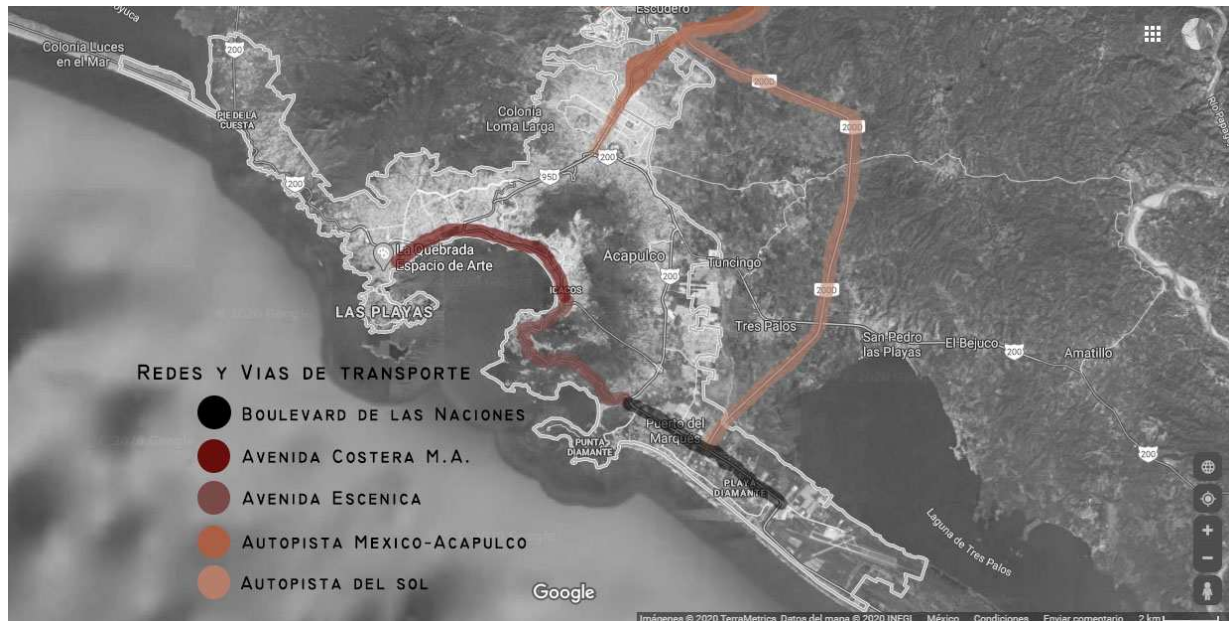 Escudero
Colonia Luces
en el Mar
200
200D
Colonia
Loma Larga
PIE DE LA
CUESTA
200D
200
200
95D
La Quebrada
Espacio de Arte
Acapulco
Tuncingo
200
ICACOS
200D
LAS PLAYAS
Tres Palos
San Pedro
las Playas
El Bejuco
200
Amatillo
REDES Y VIAS DE TRANSPORTE
BOULEVARD DE LAS NACIONES
AVENIDA COSTERA M.A.
AVENIDA ESCENICA
AUTOPISTA MEXICO-ACAPULCO
AUTOPISTA DEL SOL
Puerto del
Marqués
PUNTA
DIAMANTE
PLAYA
DIAMANTE
200
Laguna de Tres Palos
Google
Imágenes © 2020 TerraMetrics, Datos del mapa © 2020 INEGI
México
Condiciones
Enviar comentario
2 km